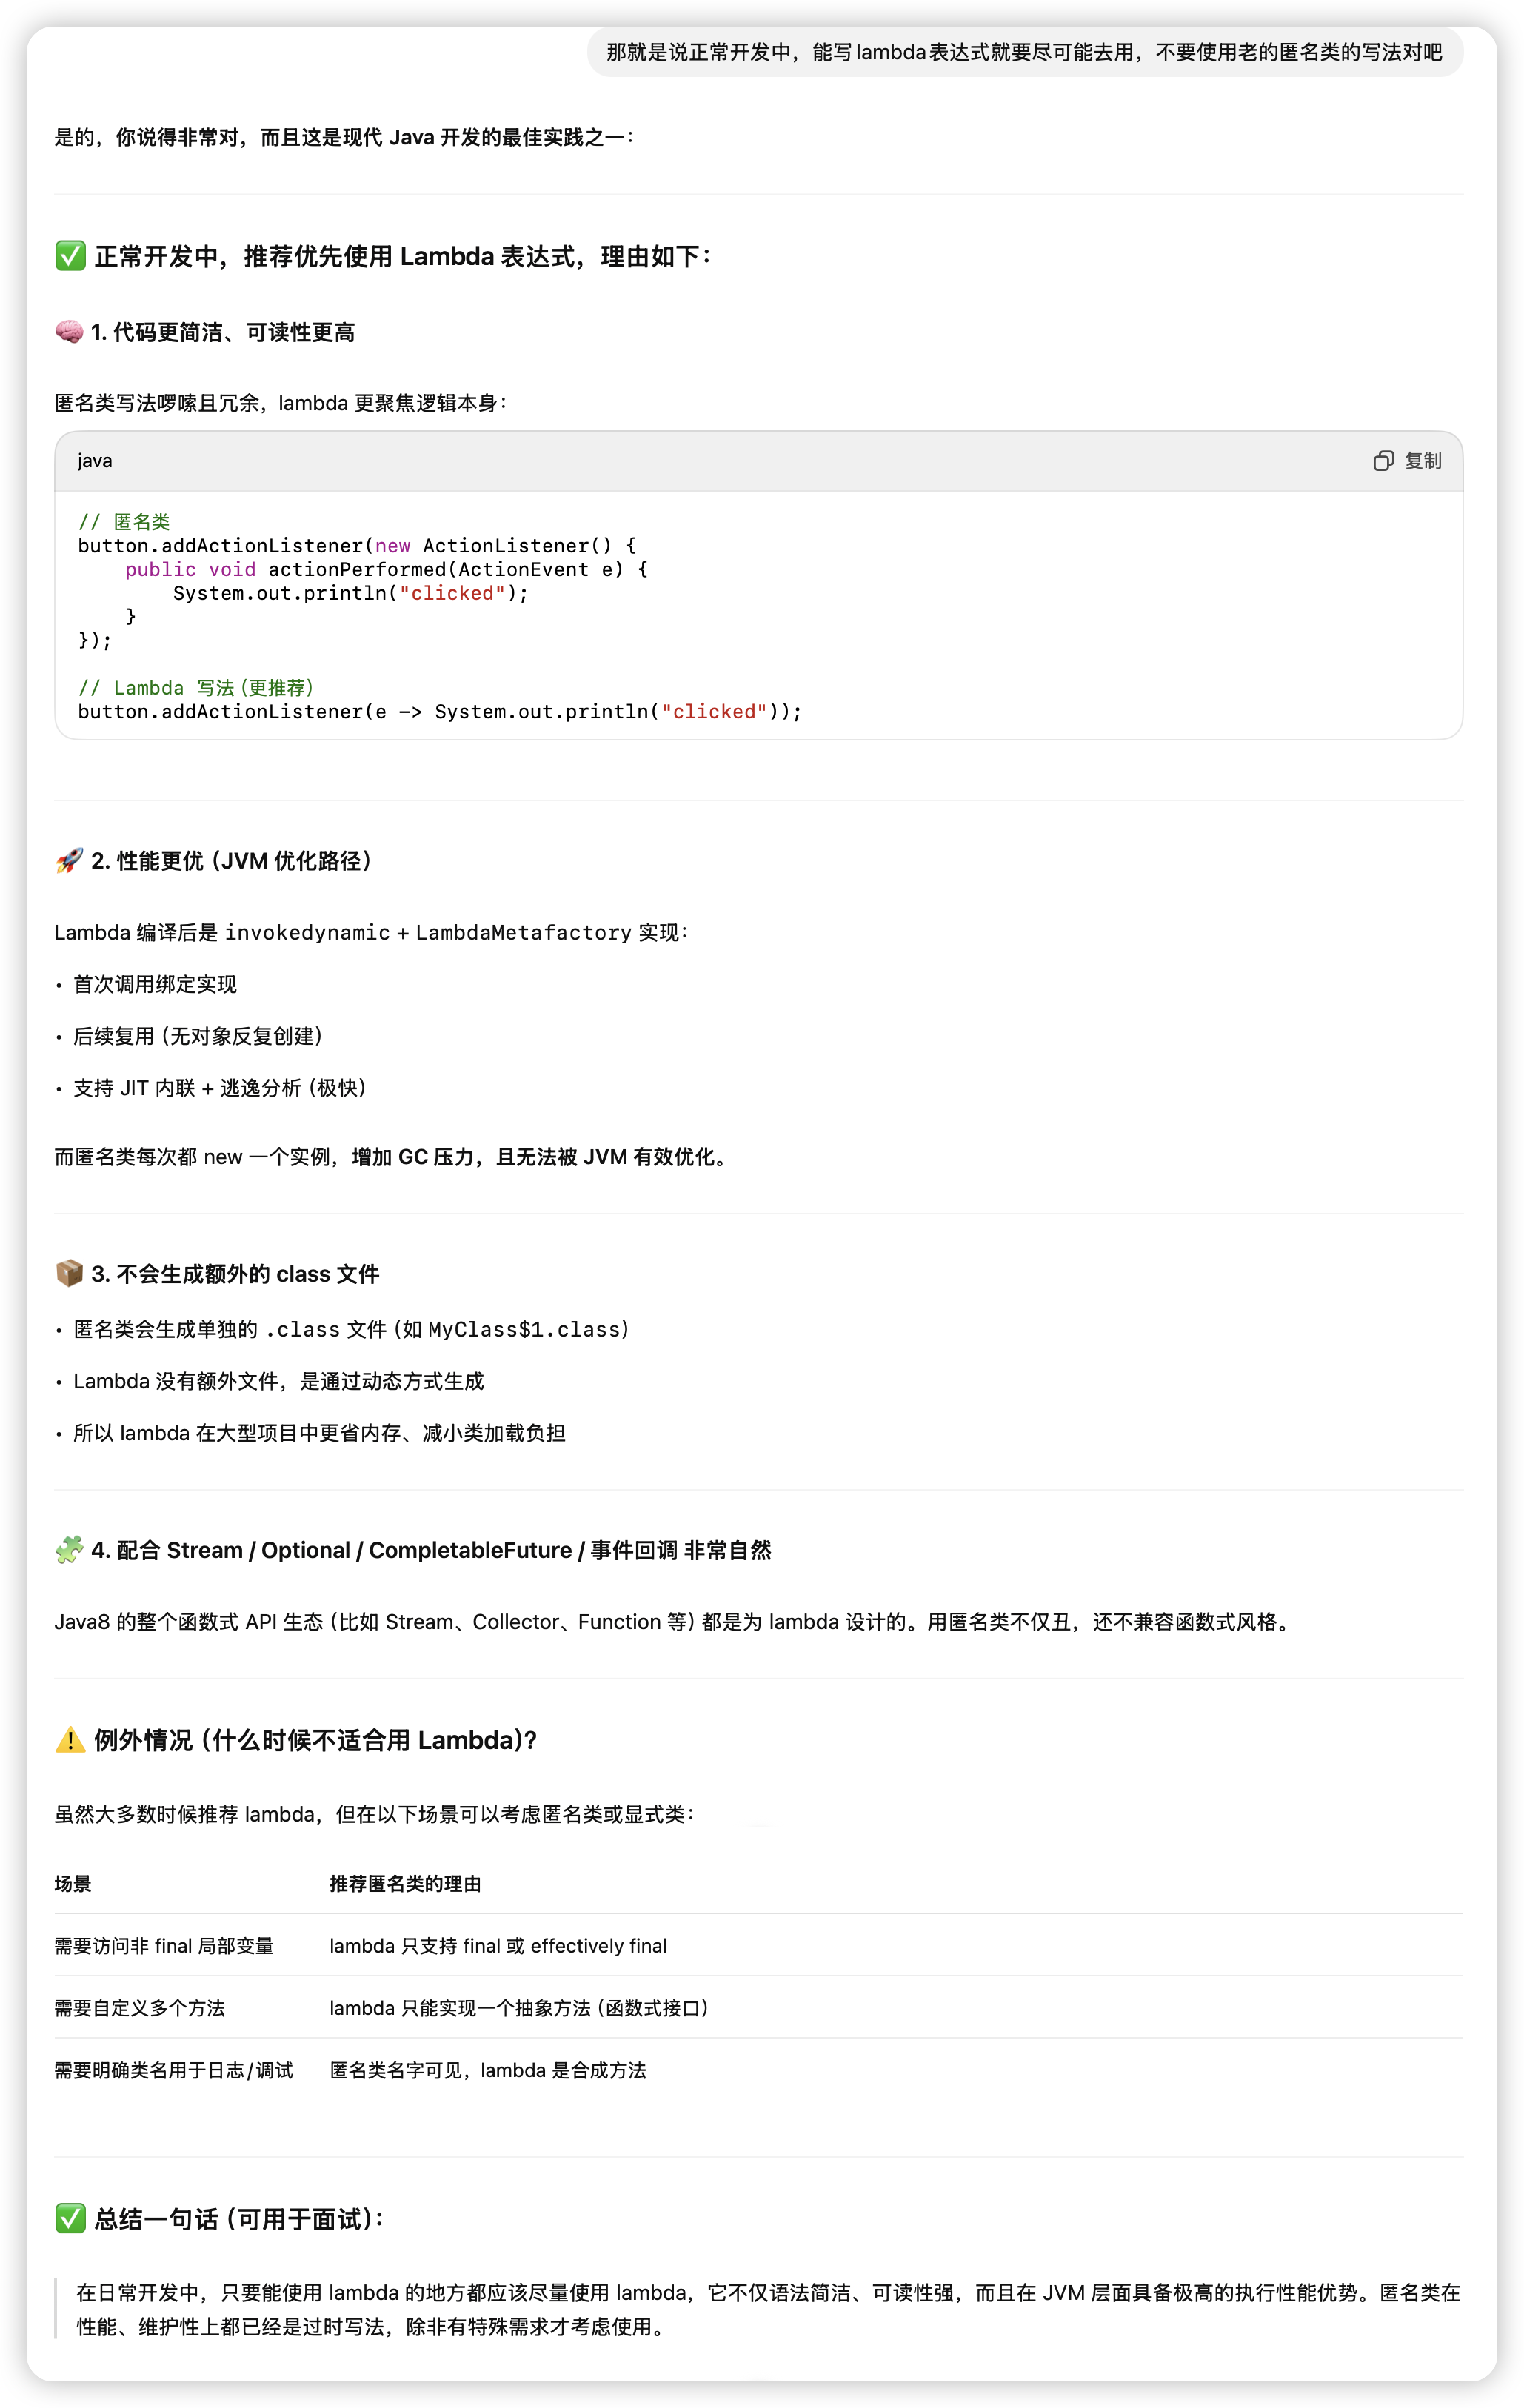 那就是说正常开发中，能写lambda表达式就要尽可能去用，不要使用老的匿名类的写法对吧
是的，你说得非常对，而且这是现代 Java 开发的最佳实践之一：
✅ 正常开发中，推荐优先使用 Lambda 表达式，理由如下：
🧠 1. 代码更简洁、可读性更高
匿名类写法啰嗦且冗余，lambda 更聚焦逻辑本身：
java
复制
// 匿名类
button.addActionListener(new ActionListener() {
    public void actionPerformed(ActionEvent e) {
        System.out.println("clicked");
    }
});
// Lambda 写法（更推荐）
button.addActionListener(e -> System.out.println("clicked"));
🚀 2. 性能更优（JVM 优化路径）
Lambda 编译后是 invokedynamic + LambdaMetafactory 实现：
• 首次调用绑定实现
• 后续复用（无对象反复创建）
• 支持 JIT 内联 + 逃逸分析（极快）
而匿名类每次都 new 一个实例，增加 GC 压力，且无法被 JVM 有效优化。
📦 3. 不会生成额外的 class 文件
• 匿名类会生成单独的 .class 文件（如 MyClass$1.class）
• Lambda 没有额外文件，是通过动态方式生成
• 所以 lambda 在大型项目中更省内存、减小类加载负担
🧩 4. 配合 Stream / Optional / CompletableFuture / 事件回调 非常自然
Java8 的整个函数式 API 生态（比如 Stream、Collector、Function 等）都是为 lambda 设计的。用匿名类不仅丑，还不兼容函数式风格。
⚠️ 例外情况（什么时候不适合用 Lambda）？
虽然大多数时候推荐 lambda，但在以下场景可以考虑匿名类或显式类：
场景 推荐匿名类的理由
需要访问非 final 局部变量 lambda 只支持 final 或 effectively final
需要自定义多个方法 lambda 只能实现一个抽象方法（函数式接口）
需要明确类名用于日志/调试 匿名类名字可见，lambda 是合成方法
✅ 总结一句话（可用于面试）：
在日常开发中，只要能使用 lambda 的地方都应该尽量使用 lambda，它不仅语法简洁、可读性强，而且在 JVM 层面具备极高的执行性能优势。匿名类在
性能、维护性上都已经是过时写法，除非有特殊需求才考虑使用。